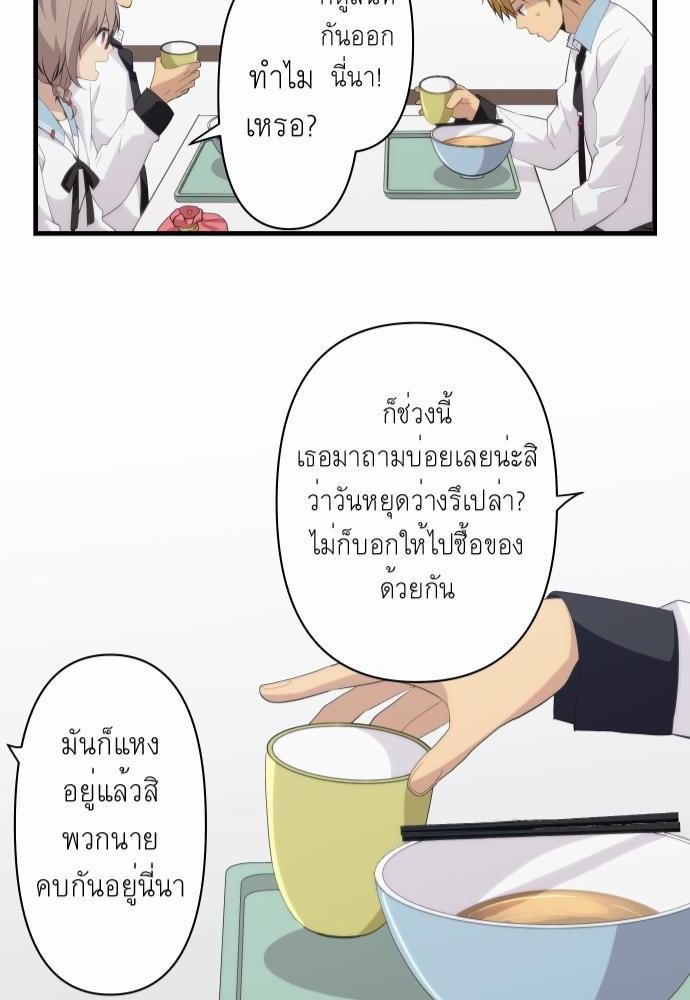 กันออก
นี่นา!
ทำไม
เหรอ?
ก็ช่วงนี้
เธอมาถามบ่อยเลยน่ะสิ
ว่าวันหยุดว่างรึเปล่า?
ไม่ก็บอกให้ไปซื้อของ
ด้วยกัน
มันก็แหง
อยู่แล้วสิ
พวกนาย
คบกันอยู่นี่นา